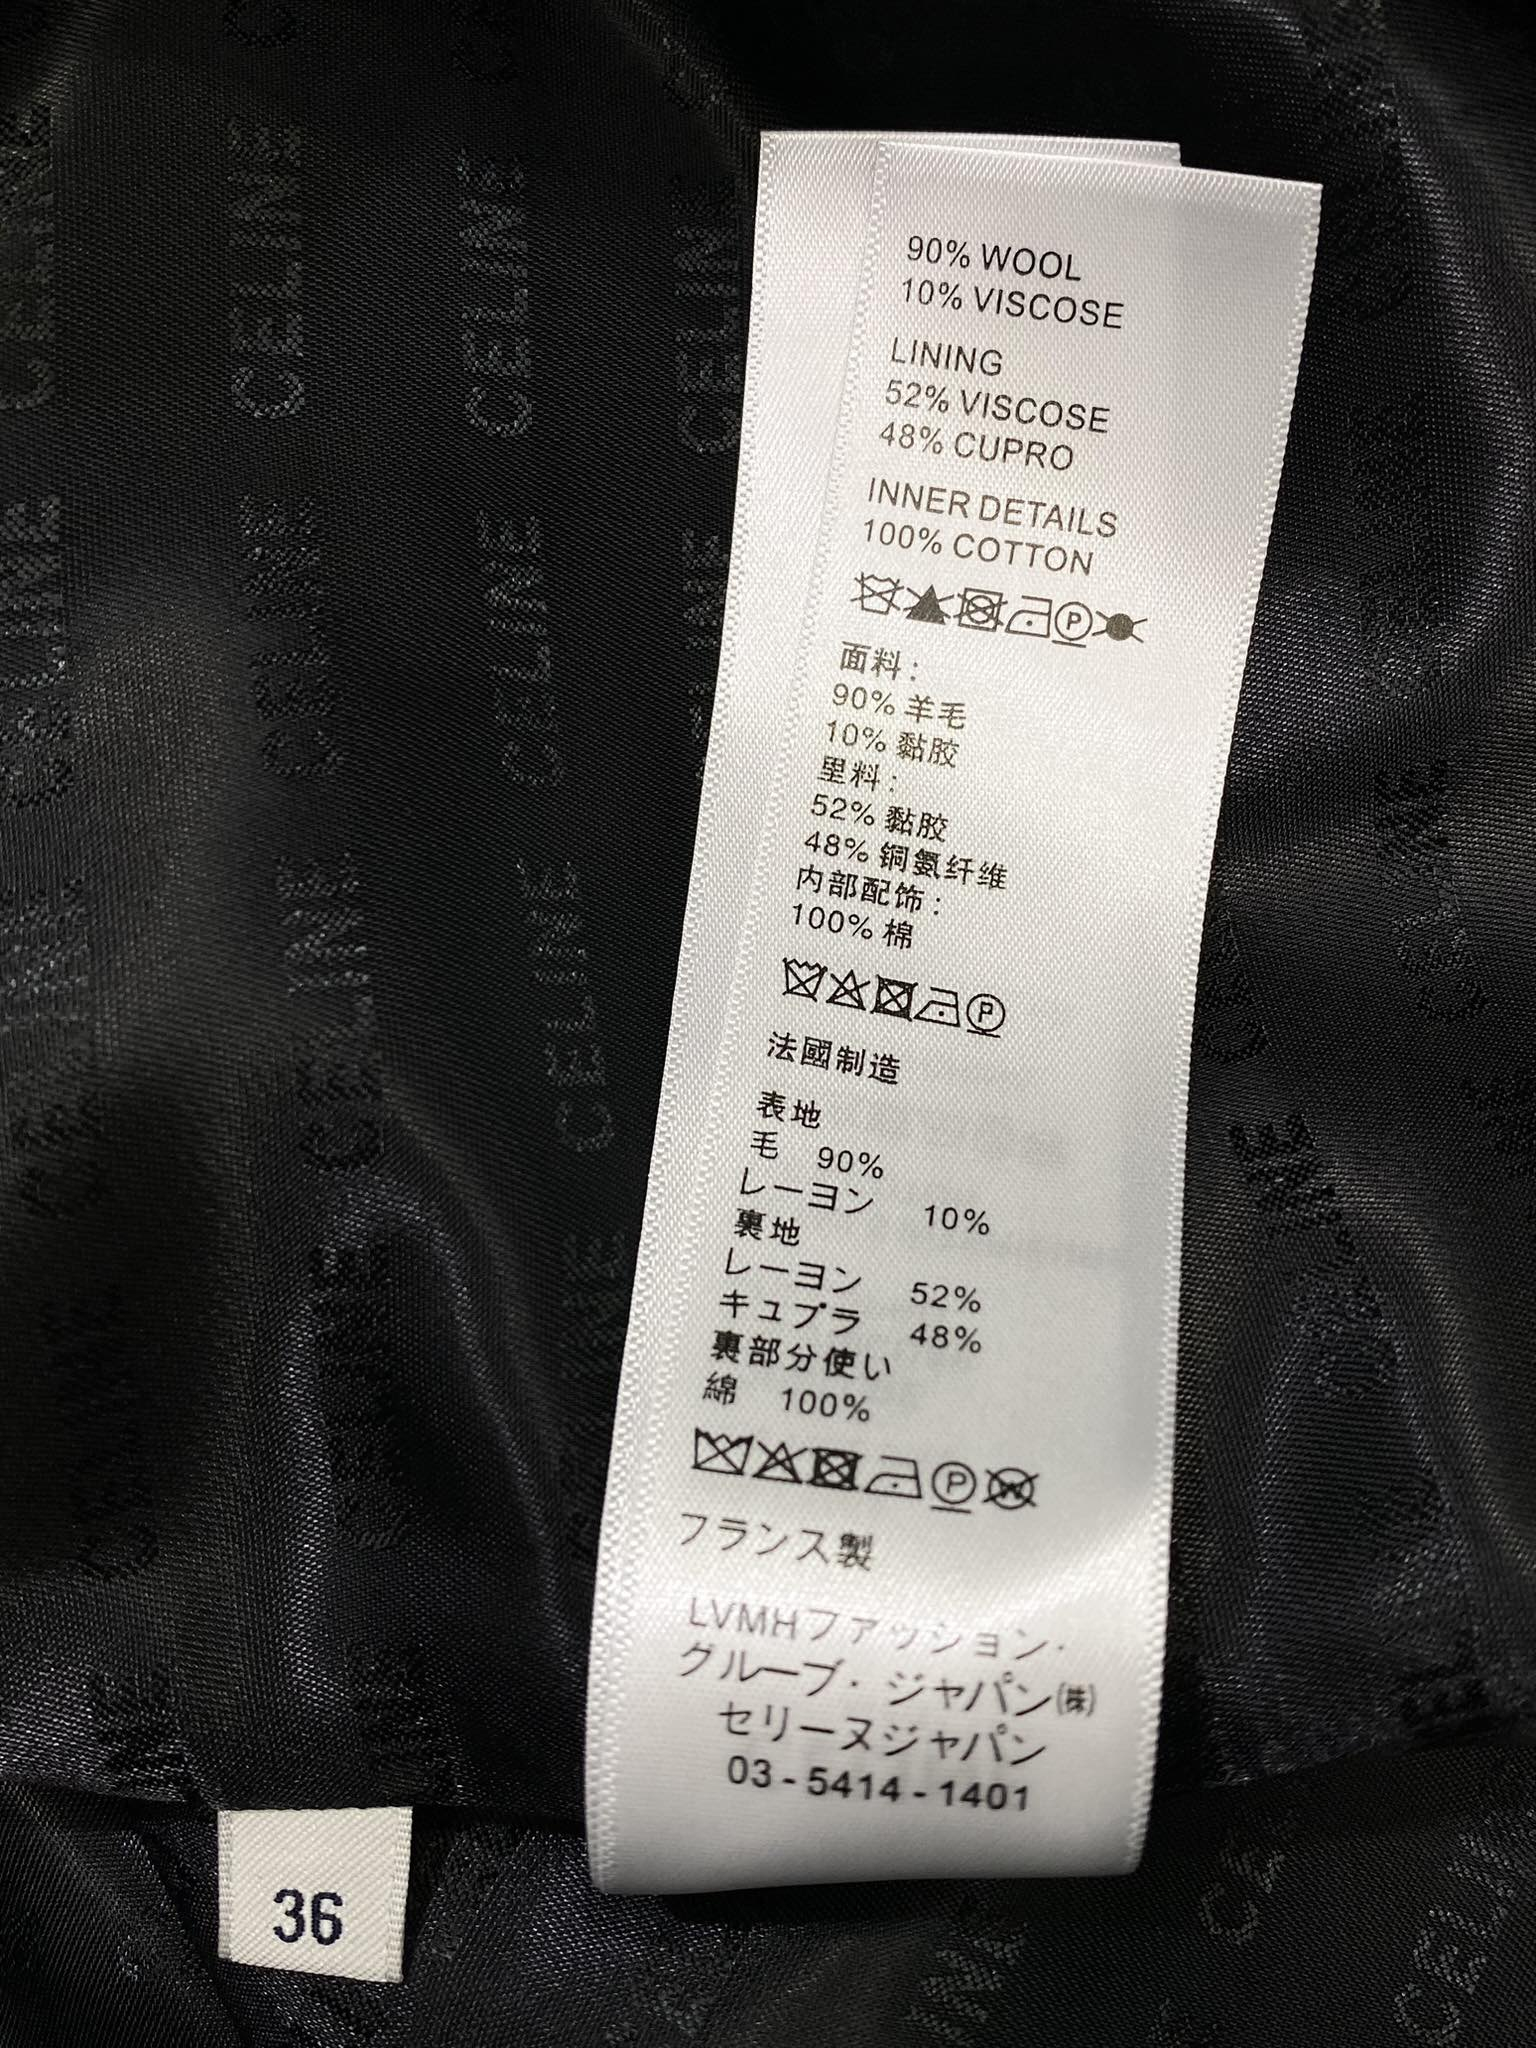 90% WOOL
10% VISCOSE
LINING
52% VISCOSE
48% CUPRO
INNER DETAILS
100% COTTON
P
面料：
90% 羊毛
10% 黏胶
里料：
52% 黏胶
48% 铜氨纤维
内部配饰：
100% 棉
P
法國制造
表地
毛 90%
レーヨン 10%
裏地
レーヨン 52%
キュプラ 48%
裏部分使い
綿 100%
P W
フランス製
LVMHファッション・
グループ・ジャパン㈱
セリーヌジャパン
03-5414-1401
36
CELINE
CELINE
CELINE
CELINE
CELINE
CELINE
CELINE
CELINE
CELINE